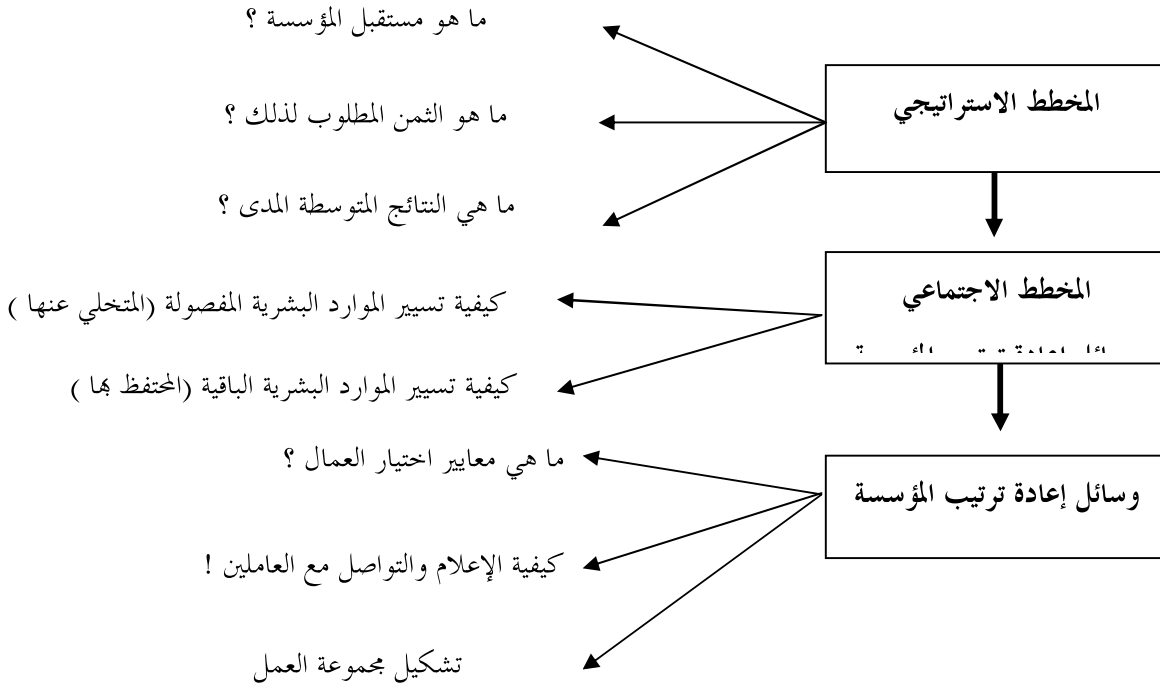 ما هو مستقبل المؤسسة ؟
المخطط الاستراتيجي
ما هو الثمن المطلوب لذلك ؟
ما هي النتائج المتوسطة المدى ؟
المخطط الاجتماعي
كيفية تسيير الموارد البشرية المفصولة (المتخلي عنها )
كيفية تسيير الموارد البشرية الباقية (المحتفظ بها )
ما هي معايير اختيار العمال ؟
وسائل إعادة ترتيب المؤسسة
كيفية الإعلام والتواصل مع العاملين !
تشكيل مجموعة العمل